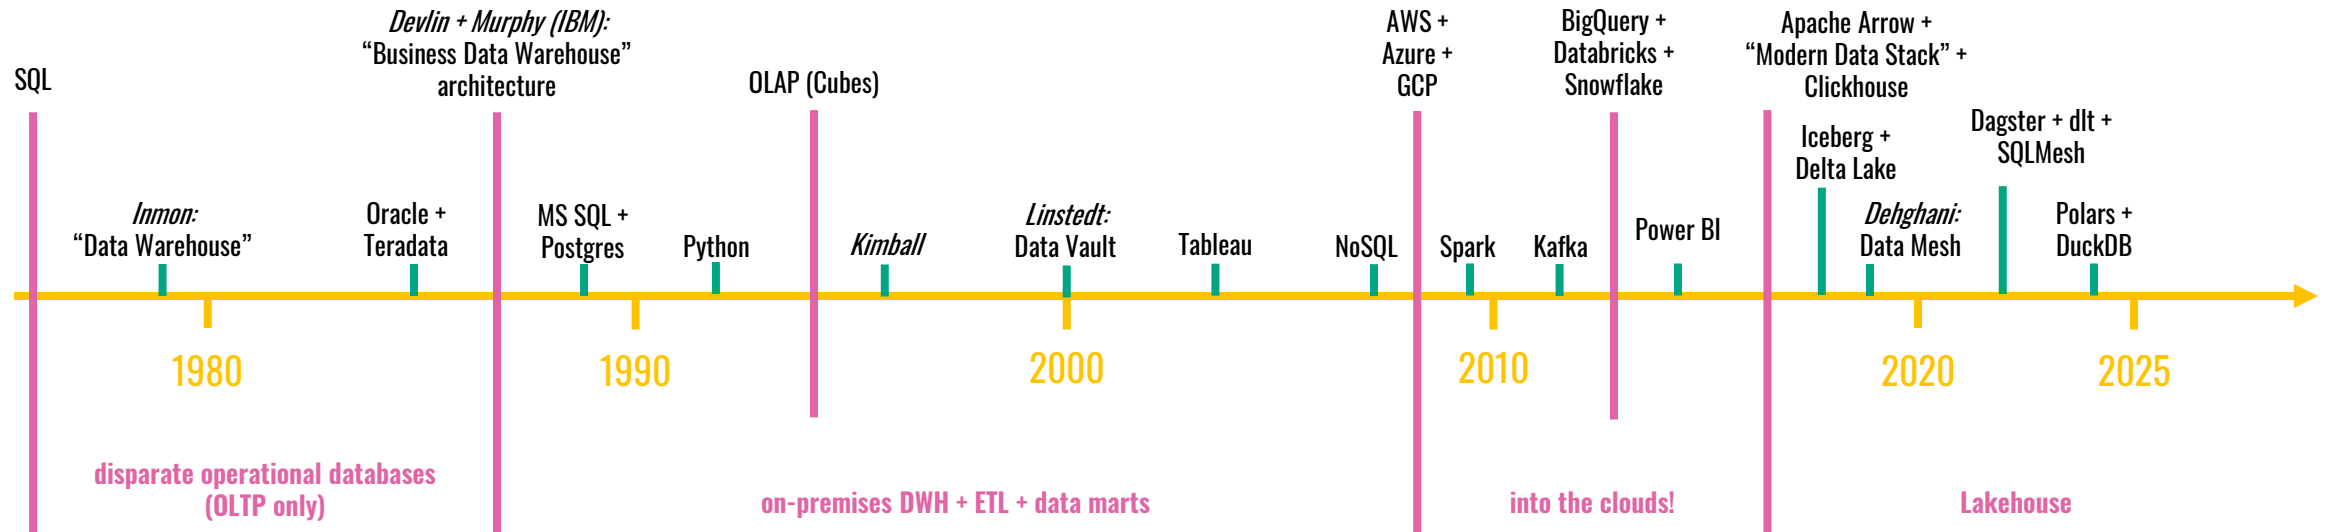 SQL
Inmon:
“Data Warehouse”
Oracle +
Teradata
Devlin + Murphy (IBM):
“Business Data Warehouse”
architecture
MS SQL +
Postgres
Python
OLAP (Cubes)
Kimball
Linstedt:
Data Vault
Tableau
NoSQL
AWS +
Azure +
GCP
Spark
Kafka
BigQuery +
Databricks +
Snowflake
Power BI
Apache Arrow +
“Modern Data Stack” +
Clickhouse
Iceberg +
Delta Lake
Dehghani:
Data Mesh
Dagster + dlt +
SQLMesh
Polars +
DuckDB
1980
1990
2000
2010
2020
2025
disparate operational databases
(OLTP only)
on-premises DWH + ETL + data marts
into the clouds!
Lakehouse